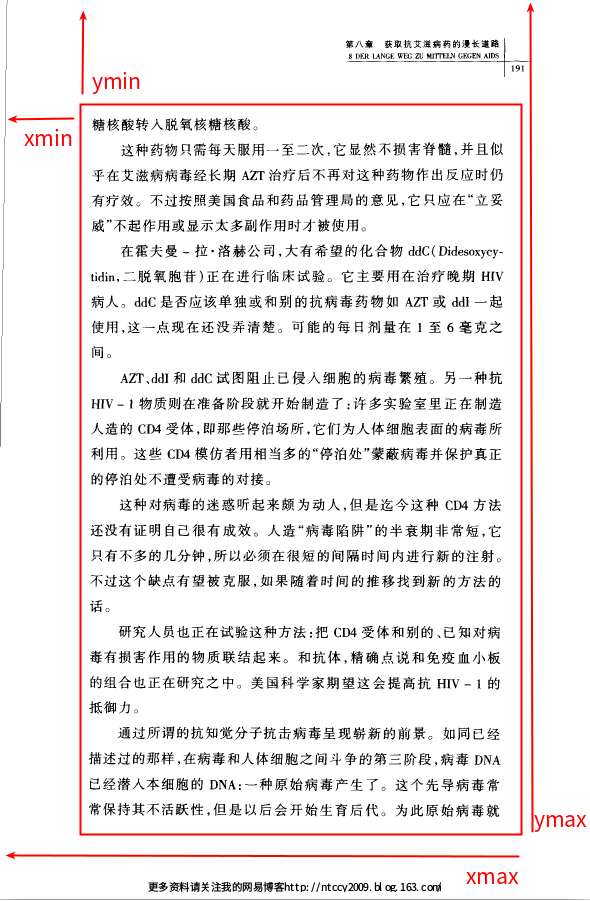 第八章 获取抗艾滋病药的漫长道路
8 DER LANGE WEG ZU MITTELN GEGEN AIDS
191
ymin
xmin
糖核酸转入脱氧核糖核酸。
这种药物只需每天服用一至二次,它显然不损害脊髓,并且似
乎在艾滋病病毒经长期 AZT 治疗后不再对这种药物作出反应时仍
有疗效。不过按照美国食品和药品管理局的意见,它只应在“立妥
威”不起作用或显示太多副作用时才被使用。
在霍夫曼-拉·洛赫公司,大有希望的化合物 ddC(Didesoxycy-
tidin,二脱氧胞苷)正在进行临床试验。它主要用在治疗晚期 HIV
病人。ddC 是否应该单独或和别的抗病毒药物如 AZT 或 ddI 一起
使用,这一点现在还没弄清楚。可能的每日剂量在 1 至 6 毫克之
间。
AZT、ddI 和 ddC 试图阻止已侵入细胞的病毒繁殖。另一种抗
HIV-1 物质则在准备阶段就开始制造了:许多实验室里正在制造
人造的 CD4 受体,即那些停泊场所,它们为人体细胞表面的病毒所
利用。这些 CD4 模仿者用相当多的“停泊处”蒙蔽病毒并保护真正
的停泊处不遭受病毒的对接。
这种对病毒的迷惑听起来颇为动人,但是迄今这种 CD4 方法
还没有证明自己很有成效。人造“病毒陷阱”的半衰期非常短,它
只有不多的几分钟,所以必须在很短的间隔时间内进行新的注射。
不过这个缺点有望被克服,如果随着时间的推移找到新的方法的
话。
研究人员也正在试验这种方法:把 CD4 受体和别的、已知对病
毒有损害作用的物质联结起来。和抗体,精确点说和免疫血小板
的组合也正在研究之中。美国科学家期望这会提高抗 HIV-1 的
抵御力。
通过所谓的抗知觉分子抗击病毒呈现崭新的前景。如同已经
描述过的那样,在病毒和人体细胞之间斗争的第三阶段,病毒 DNA
已经潜入本细胞的 DNA:一种原始病毒产生了。这个先导病毒常
常保持其不活跃性,但是以后会开始生育后代。为此原始病毒就
ymax
xmax
更多资料请关注我的网易博客http://ntccy2009.blog.163.com/